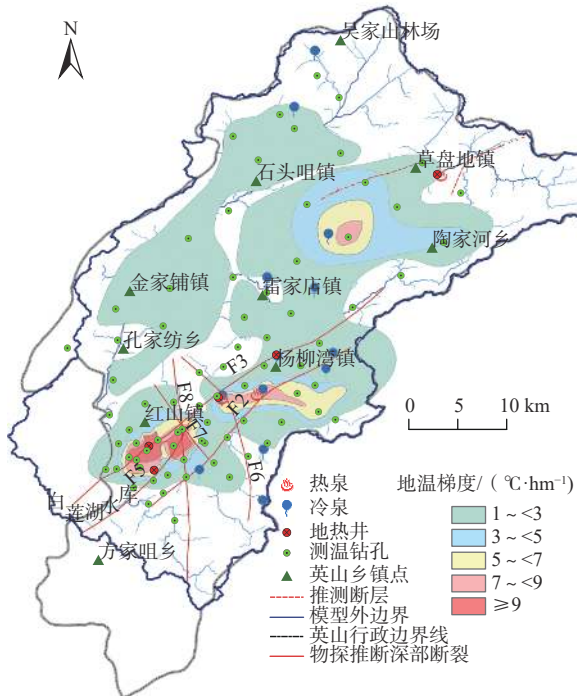 N
吴家山林场
草盘地镇
石头咀镇
陶家河乡
金家铺镇
雷家店镇
孔家纺乡
杨柳湾镇
F3
F8
F2
红山镇
F7
F5
F6
白莲湖水库
方家咀乡
0 5 10 km
热泉
冷泉
地热井
测温钻孔
英山乡镇点
推测断层
模型外边界
英山行政边界线
物探推断深部断裂
地温梯度/( ℃·hm⁻¹)
1 ~ <3
3 ~ <5
5 ~ <7
7 ~ <9
≥9